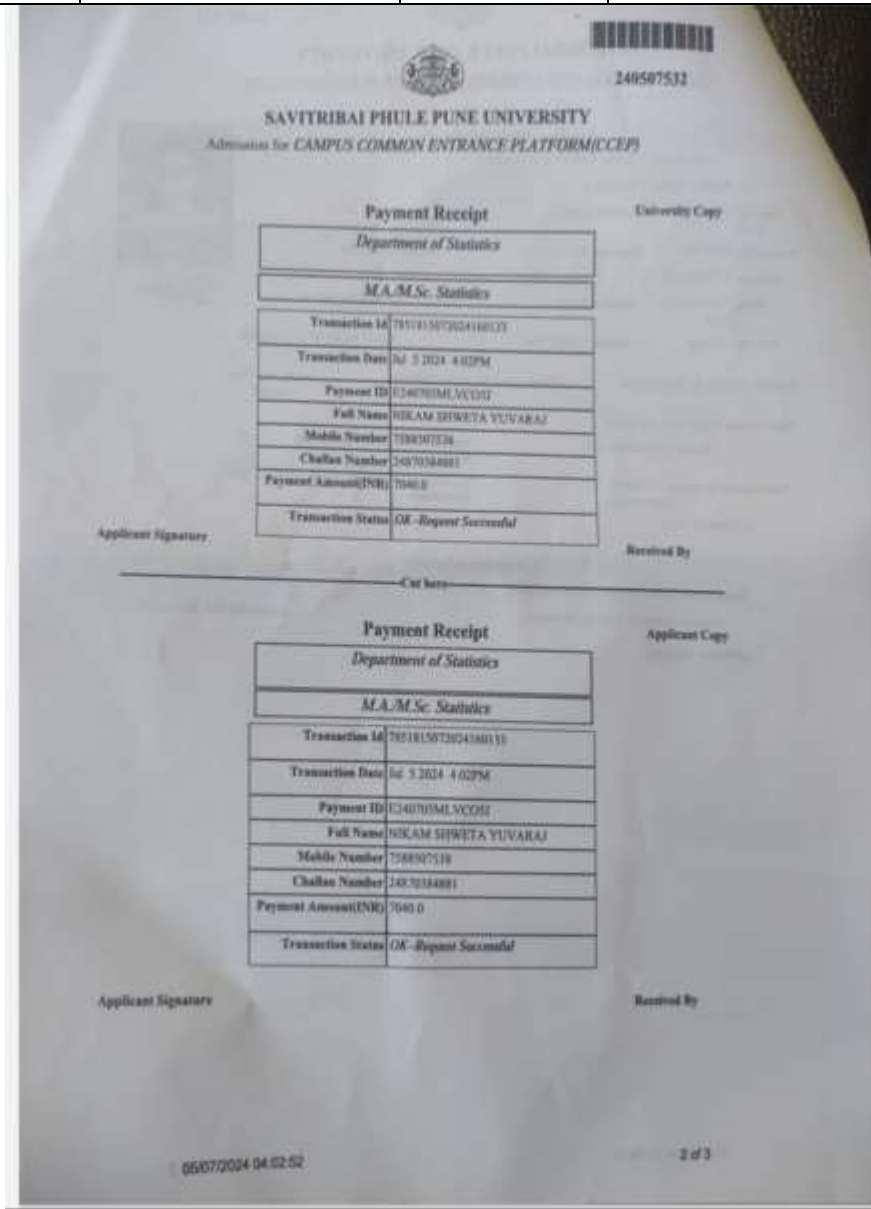 240507532
SAVITRIBAI PHULE PUNE UNIVERSITY
Admission for CAMPUS COMMON ENTRANCE PLATFORM(CCEP)
Payment Receipt
University Copy
Department of Statistics
M.A./M.Sc. Statistics
Transaction Id
Transaction Date Jul 5 2024 4:02PM
Payment ID
Full Name NIKAM SHWETA YUVARAJ
Mobile Number 7588507538
Challan Number 24870384881
Payment Amount(INR) 7040.0
Transaction Status OK -Request Successful
Applicant Signature
Received By
Cut here
Payment Receipt
Applicant Copy
Department of Statistics
M.A./M.Sc. Statistics
Transaction Id
Transaction Date Jul 5 2024 4:02PM
Payment ID
Full Name NIKAM SHWETA YUVARAJ
Mobile Number 7588507538
Challan Number 24870384881
Payment Amount(INR) 7040.0
Transaction Status OK -Request Successful
Applicant Signature
Received By
05/07/2024 04:02:52
2 of 3